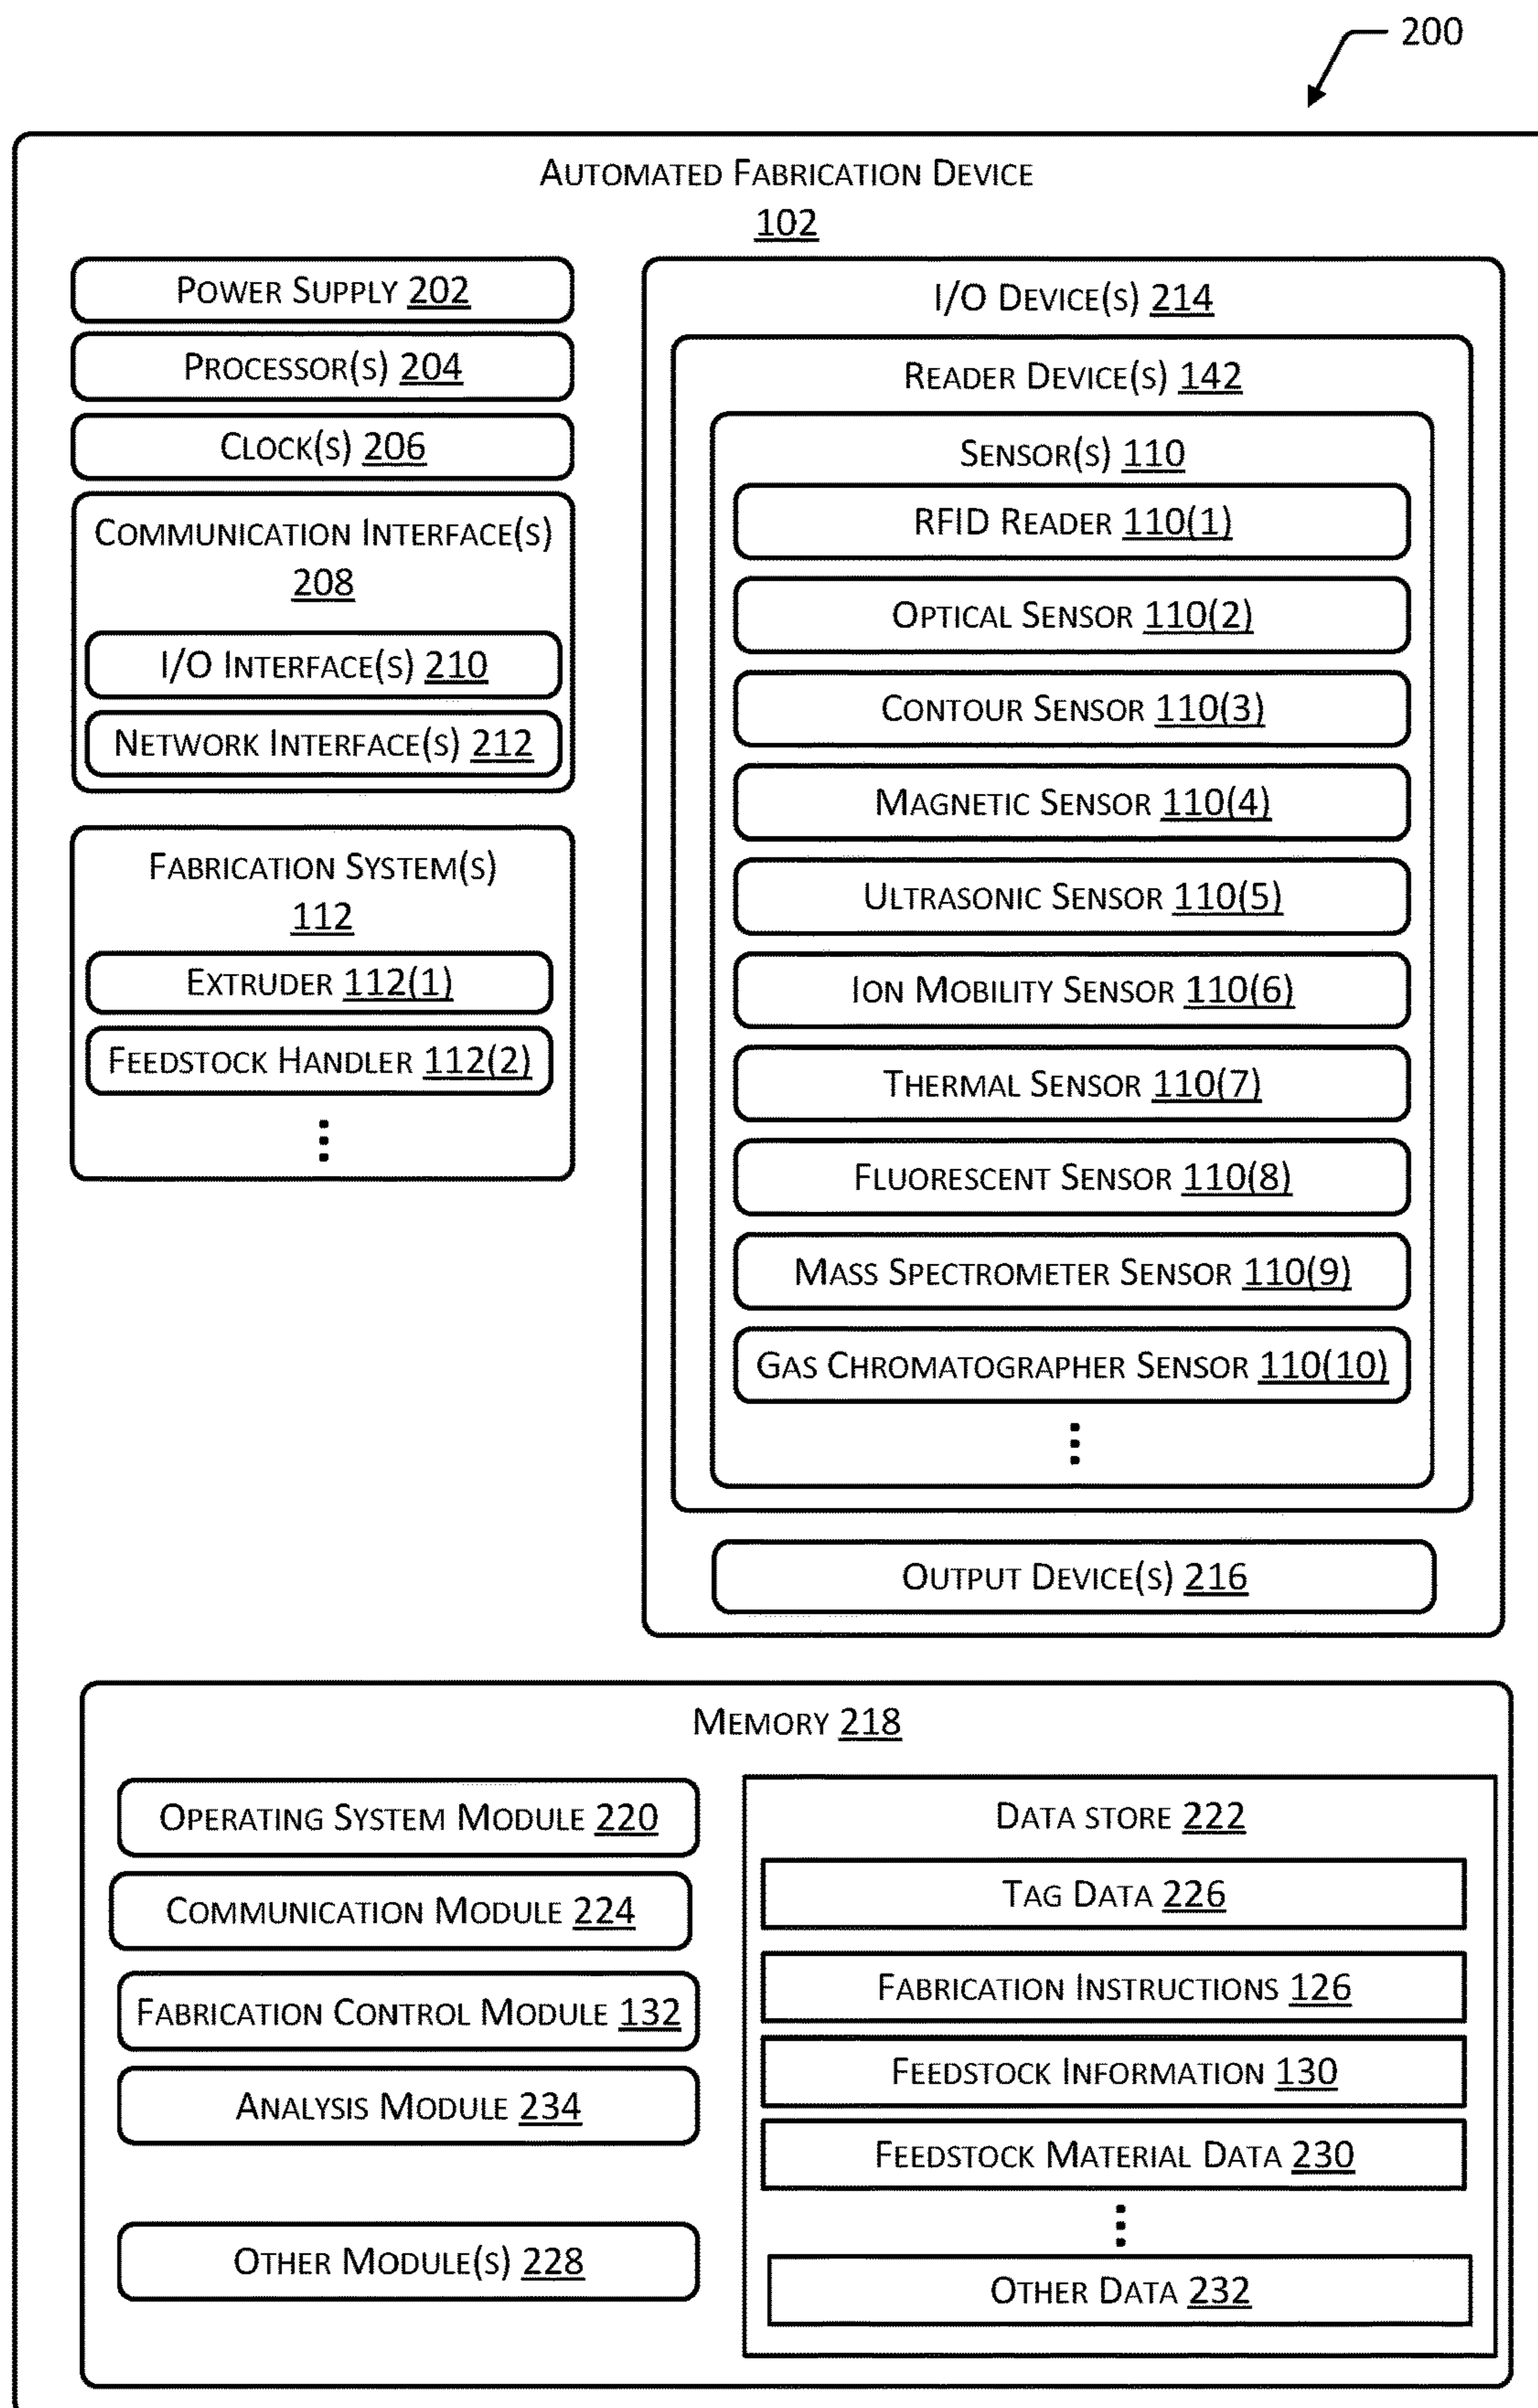 200
Automated Fabrication Device
102
Power Supply 202
Processor(s) 204
Clock(s) 206
Communication Interface(s)
208
I/O Interface(s) 210
Network Interface(s) 212
Fabrication System(s)
112
Extruder 112(1)
Feedstock Handler 112(2)
I/O Device(s) 214
Reader Device(s) 142
Sensor(s) 110
RFID Reader 110(1)
Optical Sensor 110(2)
Contour Sensor 110(3)
Magnetic Sensor 110(4)
Ultrasonic Sensor 110(5)
Ion Mobility Sensor 110(6)
Thermal Sensor 110(7)
Fluorescent Sensor 110(8)
Mass Spectrometer Sensor 110(9)
Gas Chromatographer Sensor 110(10)
Output Device(s) 216
Memory 218
Operating System Module 220
Communication Module 224
Fabrication Control Module 132
Analysis Module 234
Other Module(s) 228
Data store 222
Tag Data 226
Fabrication Instructions 126
Feedstock Information 130
Feedstock Material Data 230
Other Data 232